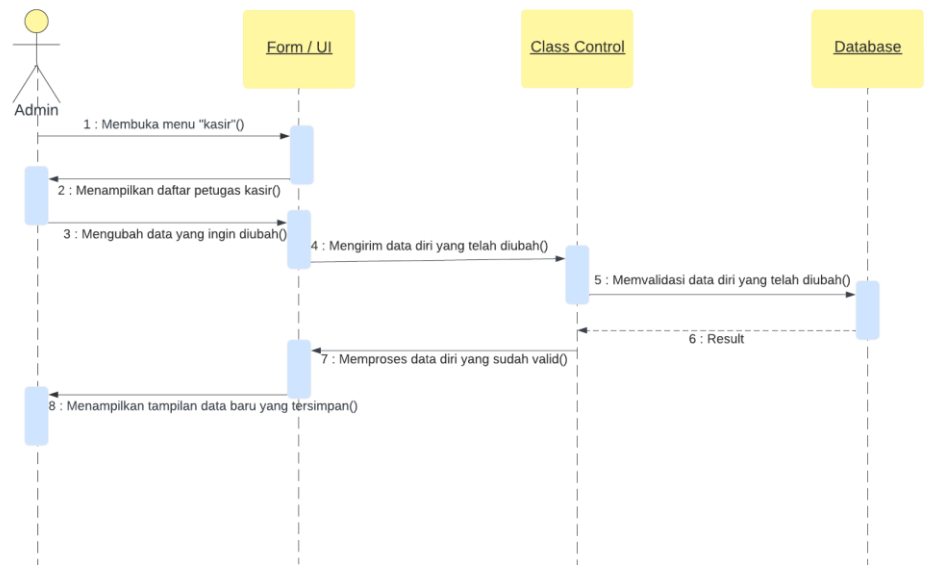 Form / UI
Class Control
Database
Admin
1 : Membuka menu "kasir"()
2 : Menampilkan daftar petugas kasir()
3 : Mengubah data yang ingin diubah()
4 : Mengirim data diri yang telah diubah()
5 : Memvalidasi data diri yang telah diubah()
6 : Result
7 : Memproses data diri yang sudah valid()
8 : Menampilkan tampilan data baru yang tersimpan()